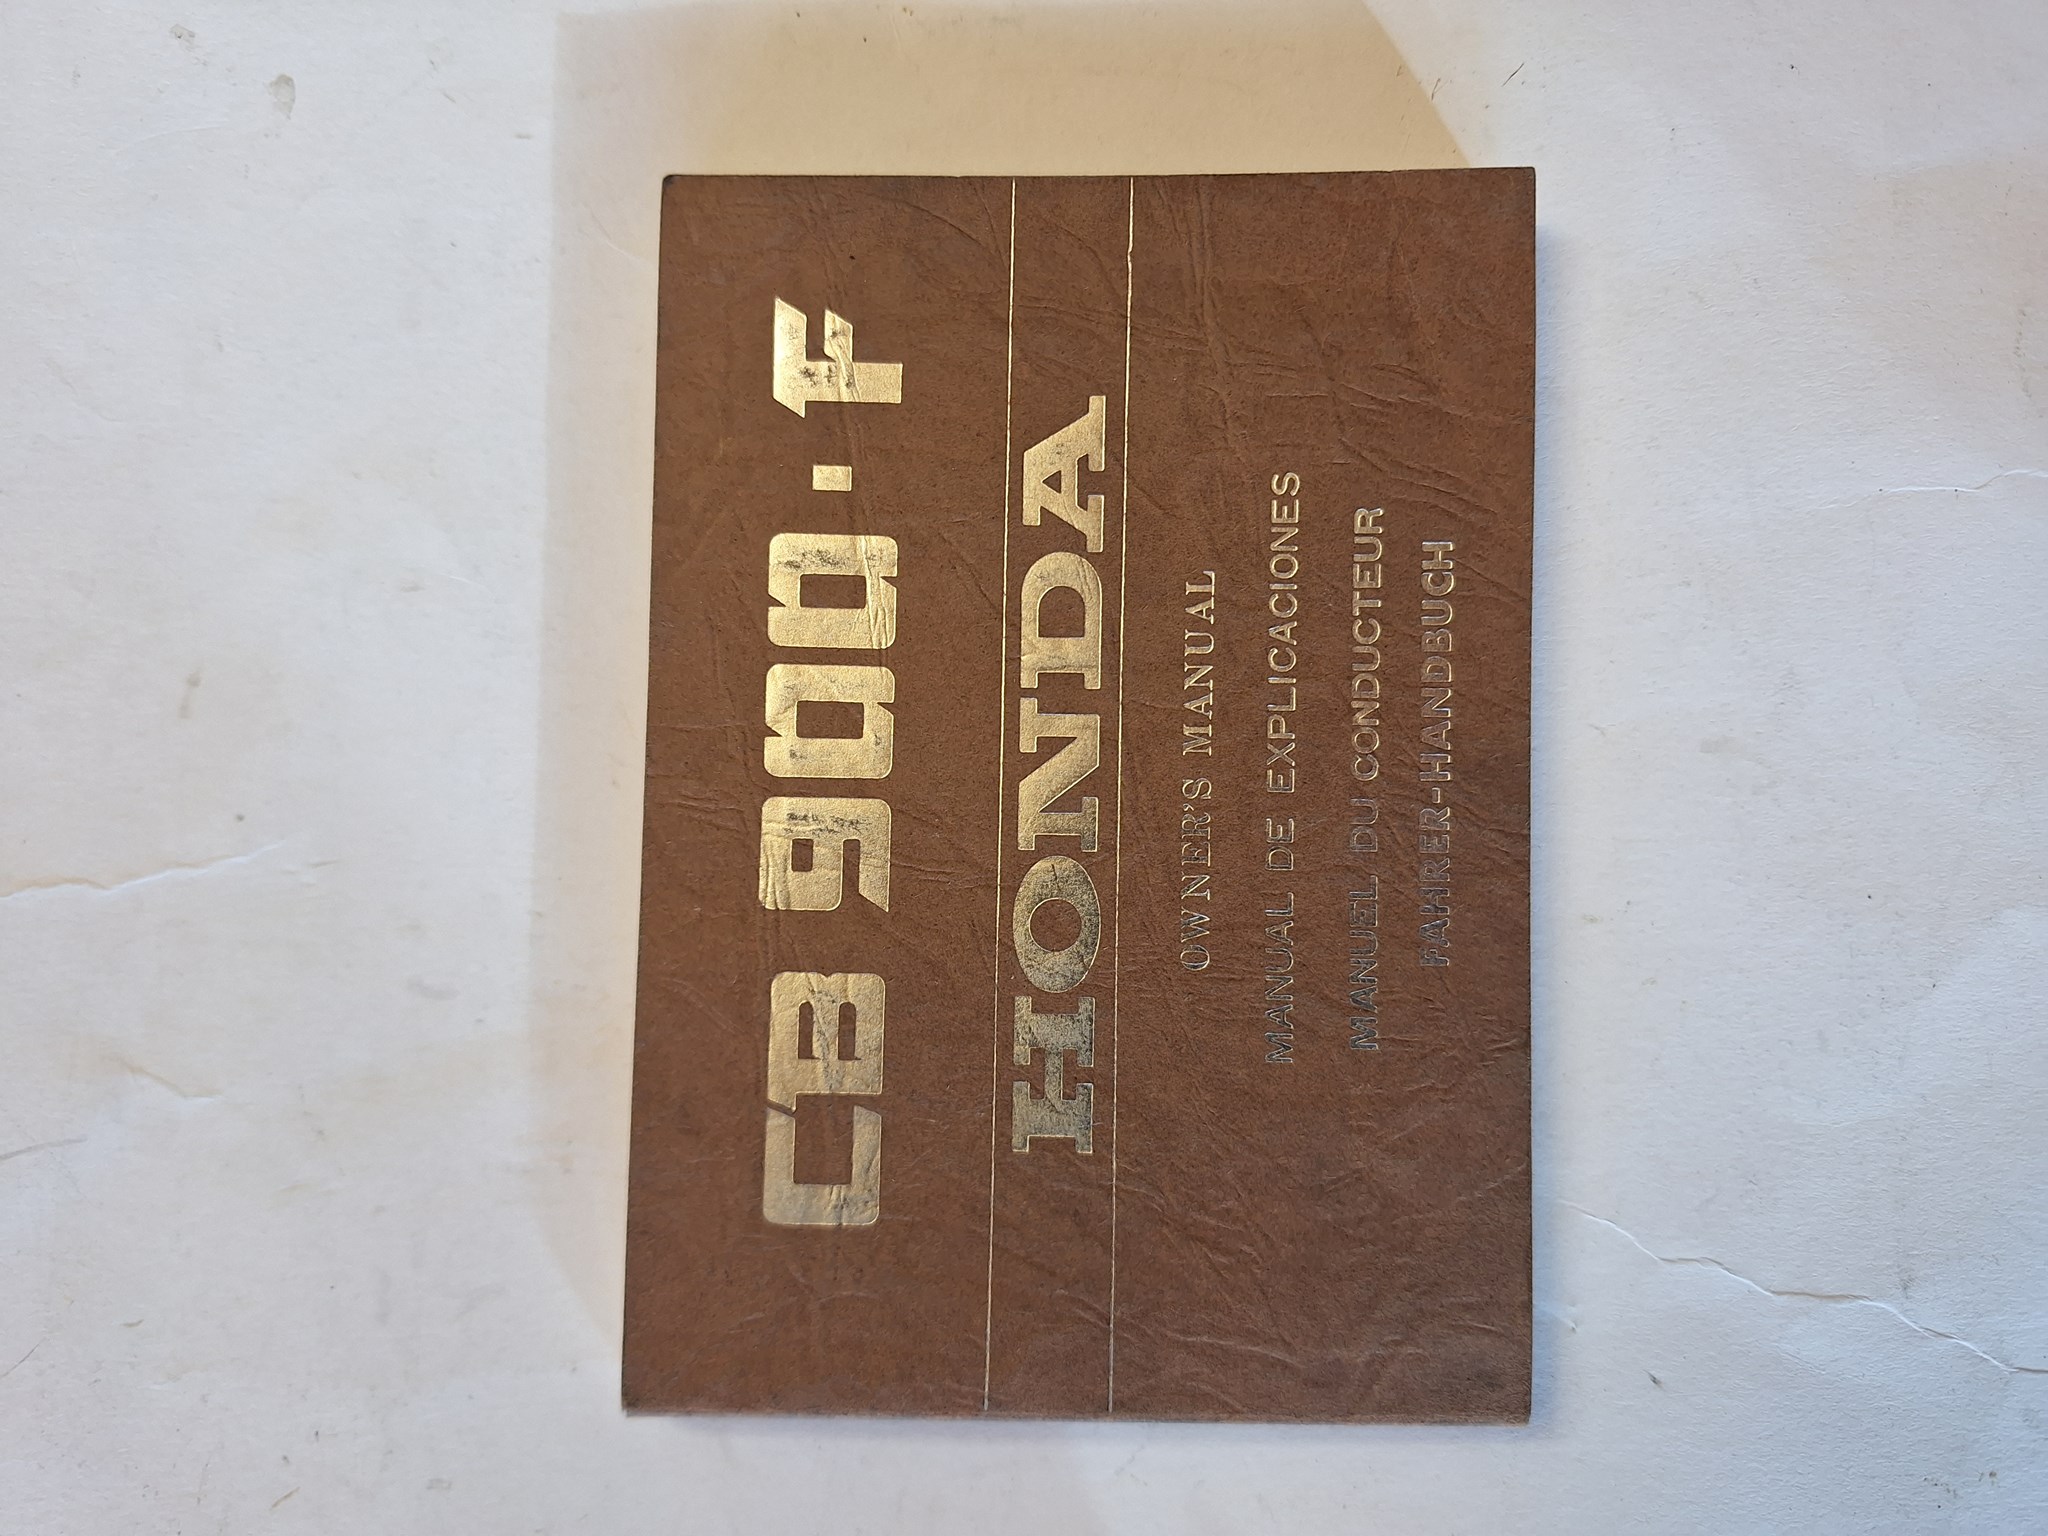 CB 900·F
HONDA
OWNER'S MANUAL
MANUAL DE EXPLICACIONES
MANUEL DU CONDUCTEUR
FAHRER-HANDBUCH